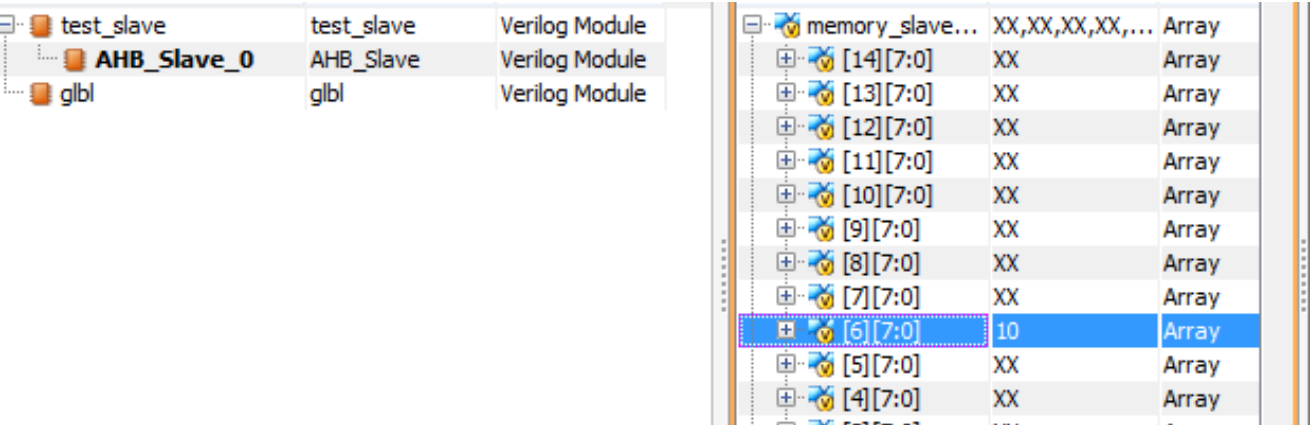 test_slave test_slave Verilog Module
AHB_Slave_0 AHB_Slave Verilog Module
glbl glbl Verilog Module
memory_slave... XX,XX,XX,XX,... Array
[14][7:0] XX Array
[13][7:0] XX Array
[12][7:0] XX Array
[11][7:0] XX Array
[10][7:0] XX Array
[9][7:0] XX Array
[8][7:0] XX Array
[7][7:0] XX Array
[6][7:0] 10 Array
[5][7:0] XX Array
[4][7:0] XX Array